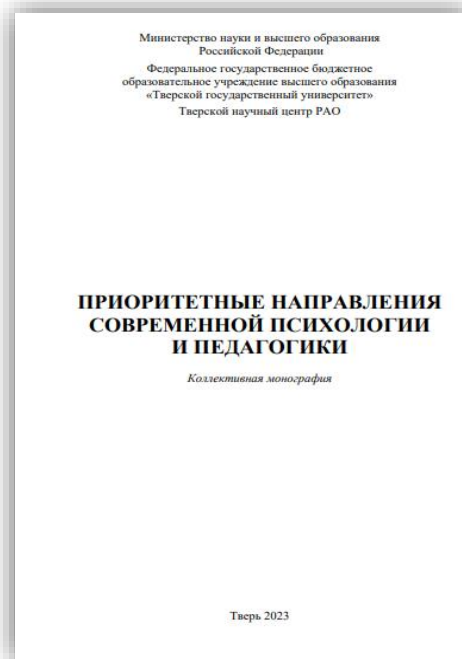 Министерство науки и высшего образования
Российской Федерации
Федеральное государственное бюджетное
образовательное учреждение высшего образования
«Тверской государственный университет»
Тверской научный центр РАО
ПРИОРИТЕТНЫЕ НАПРАВЛЕНИЯ
СОВРЕМЕННОЙ ПСИХОЛОГИИ
И ПЕДАГОГИКИ
Коллективная монография
Тверь 2023